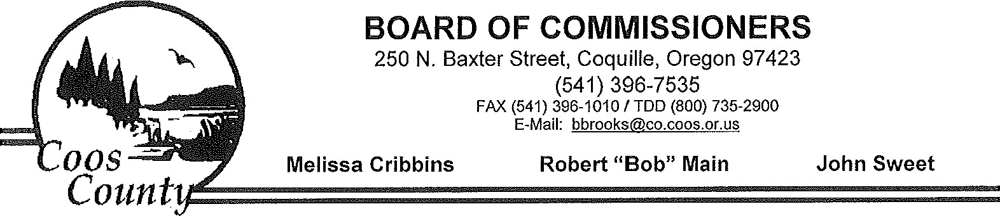 BOARD OF COMMISSIONERS
250 N. Baxter Street, Coquille, Oregon 97423
(541) 396-7535
FAX (541) 396-1010 / TDD (800) 735-2900
E-Mail: bbrooks@co.coos.or.us
Melissa Cribbins Robert “Bob” Main John Sweet
Coos
County